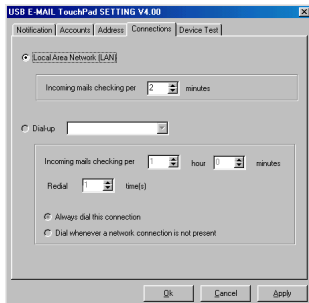 USB E-MAIL TouchPad SETTING V4.00
Notification Accounts Address Connections Device Test
Local Area Network (LAN)
Incoming mails checking per 2 minutes
Dial-up
Incoming mails checking per 1 hour 0 minutes
Redial 1 time(s)
Always dial this connection
Dial whenever a network connection is not present
Ok Cancel Apply